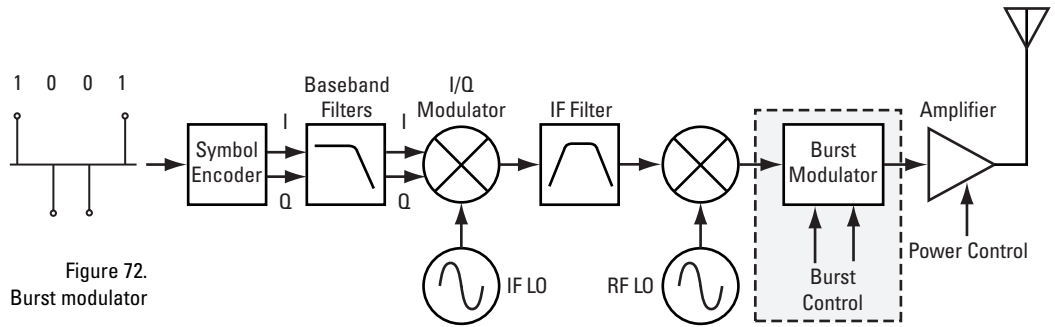 1 0 0 1
Symbol
Encoder
I
Q
Baseband
Filters
I
Q
I/Q
Modulator
IF LO
IF Filter
RF LO
Burst
Modulator
Burst
Control
Amplifier
Power Control
Figure 72.
Burst modulator